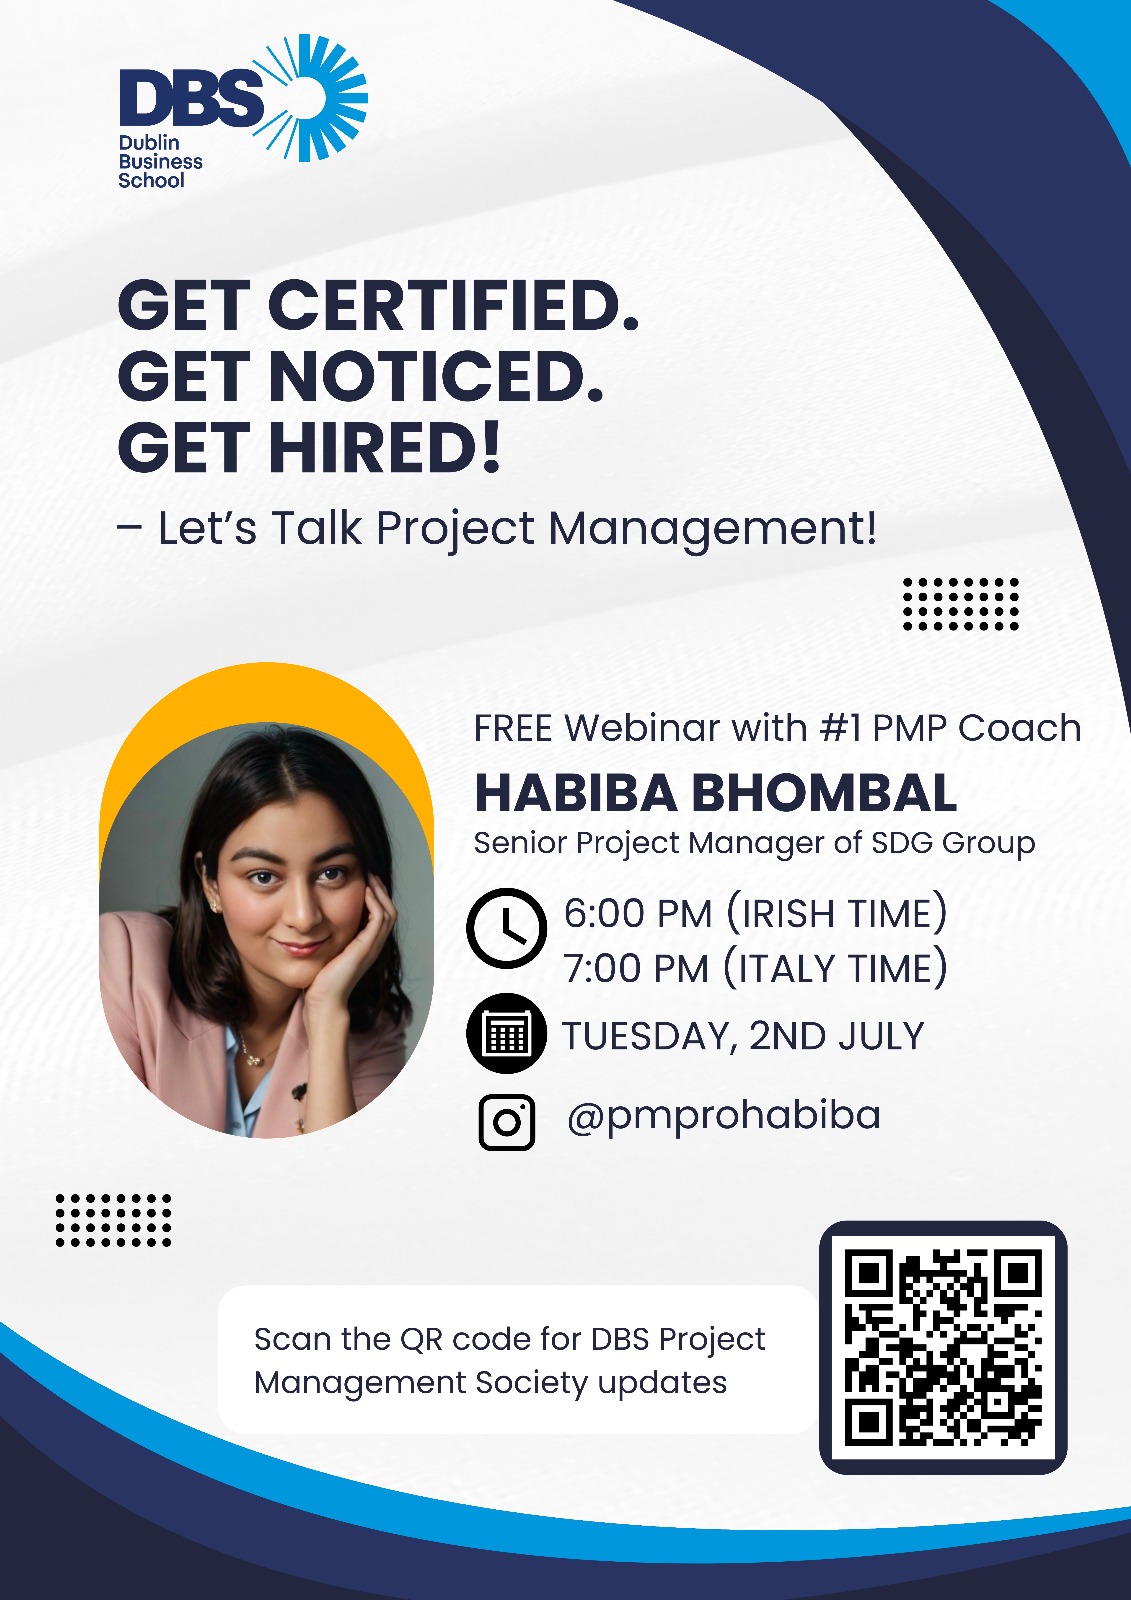 DBS
Dublin
Business
School
GET CERTIFIED.
GET NOTICED.
GET HIRED!
– Let's Talk Project Management!
FREE Webinar with #1 PMP Coach
HABIBA BHOMBAL
Senior Project Manager of SDG Group
6:00 PM (IRISH TIME)
7:00 PM (ITALY TIME)
TUESDAY, 2ND JULY
@pmprohabiba
Scan the QR code for DBS Project
Management Society updates